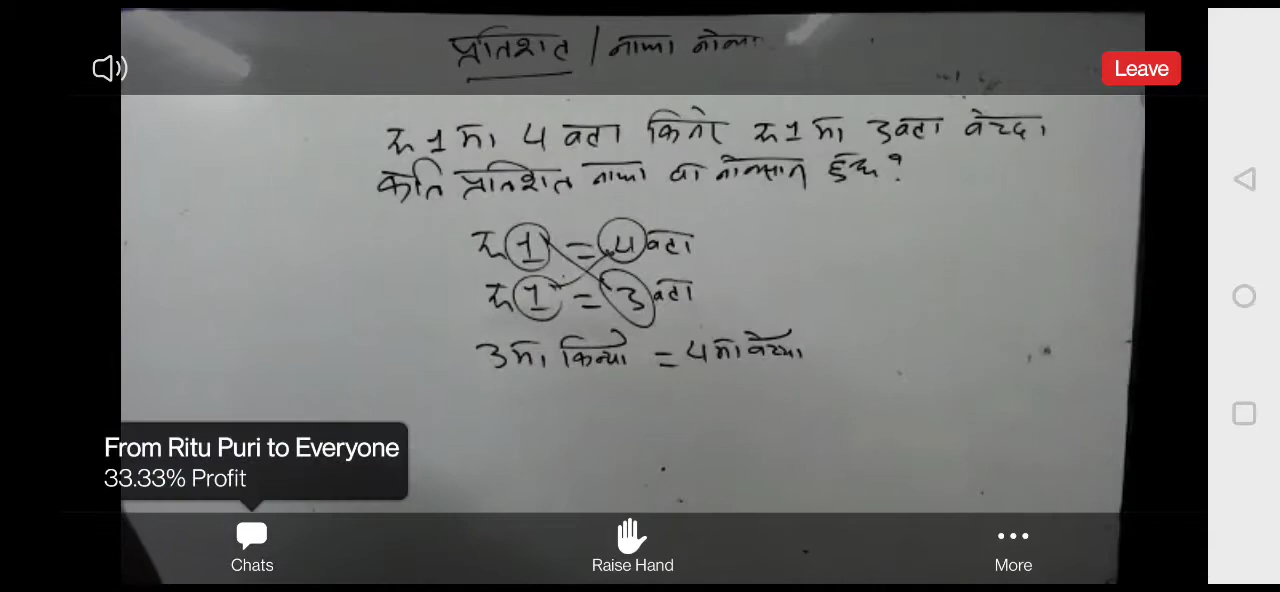 प्रतिशत / नाफा नोक्सा
Leave
रु 1 मा 4 वटा किनेर रु 1 मा 3 वटा बेच्दा
कति प्रतिशत नाफा वा नोक्सान हुन्छ ?
रु 1 = 4 वटा
रु 1 = 3 वटा
3 मा किन्यो = 4 मा बेच्यो
From Ritu Puri to Everyone
33.33% Profit
Chats
Raise Hand
More